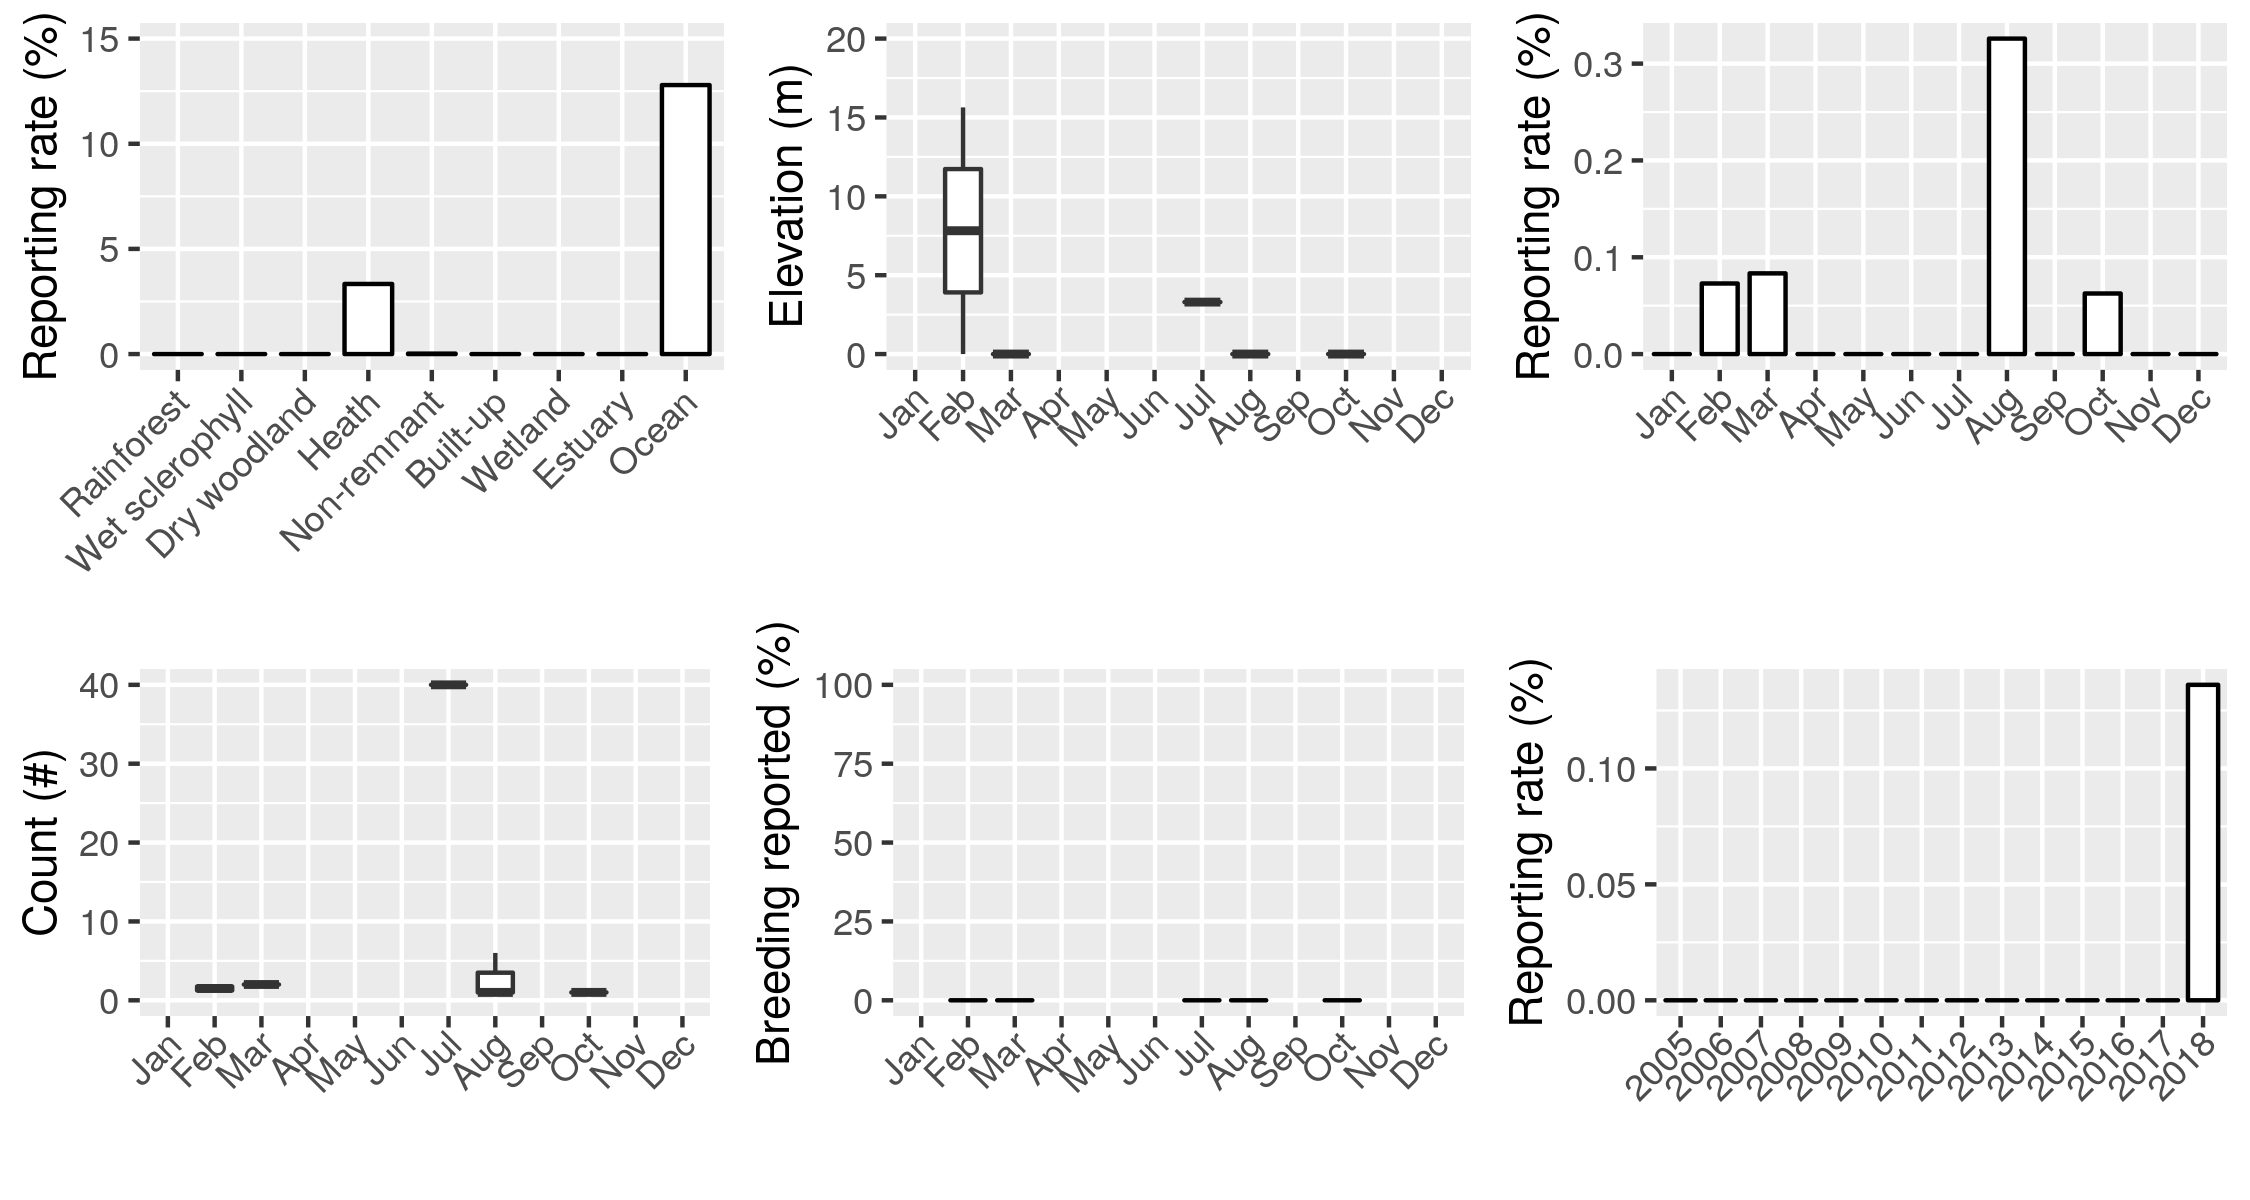 Reporting rate (%)
15
10
5
0
Rainforest
Wet sclerophyll
Dry woodland
Heath
Non-remnant
Built-up
Wetland
Estuary
Ocean
Elevation (m)
20
15
10
5
0
Jan
Feb
Mar
Apr
May
Jun
Jul
Aug
Sep
Oct
Nov
Dec
Reporting rate (%)
0.3
0.2
0.1
0.0
Jan
Feb
Mar
Apr
May
Jun
Jul
Aug
Sep
Oct
Nov
Dec
Count (#)
40
30
20
10
0
Jan
Feb
Mar
Apr
May
Jun
Jul
Aug
Sep
Oct
Nov
Dec
Breeding reported (%)
100
75
50
25
0
Jan
Feb
Mar
Apr
May
Jun
Jul
Aug
Sep
Oct
Nov
Dec
Reporting rate (%)
0.10
0.05
0.00
2005
2006
2007
2008
2009
2010
2011
2012
2013
2014
2015
2016
2017
2018